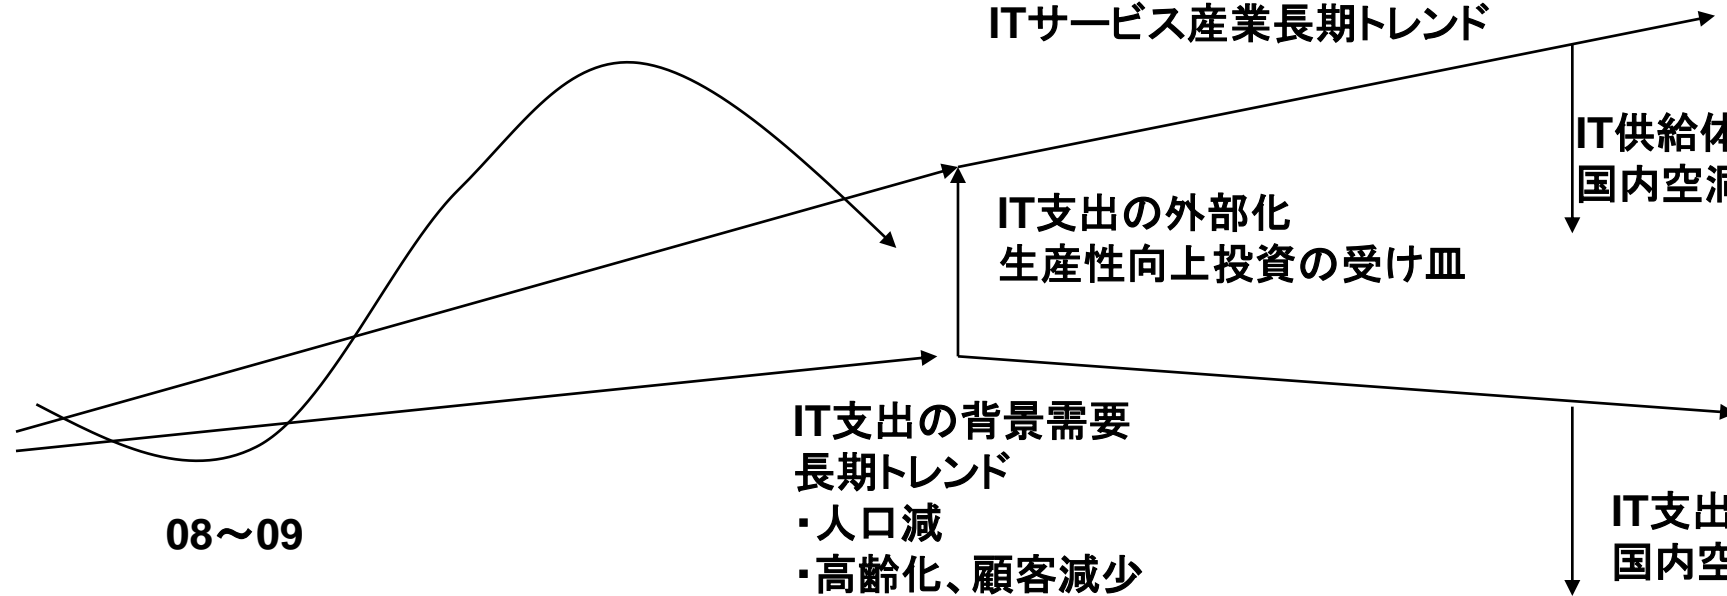 ITサービス産業長期トレンド
IT供給体
国内空洞
IT支出の外部化
生産性向上投資の受け皿
IT支出の背景需要
長期トレンド
・人口減
・高齢化、顧客減少
08～09
IT支出
国内空